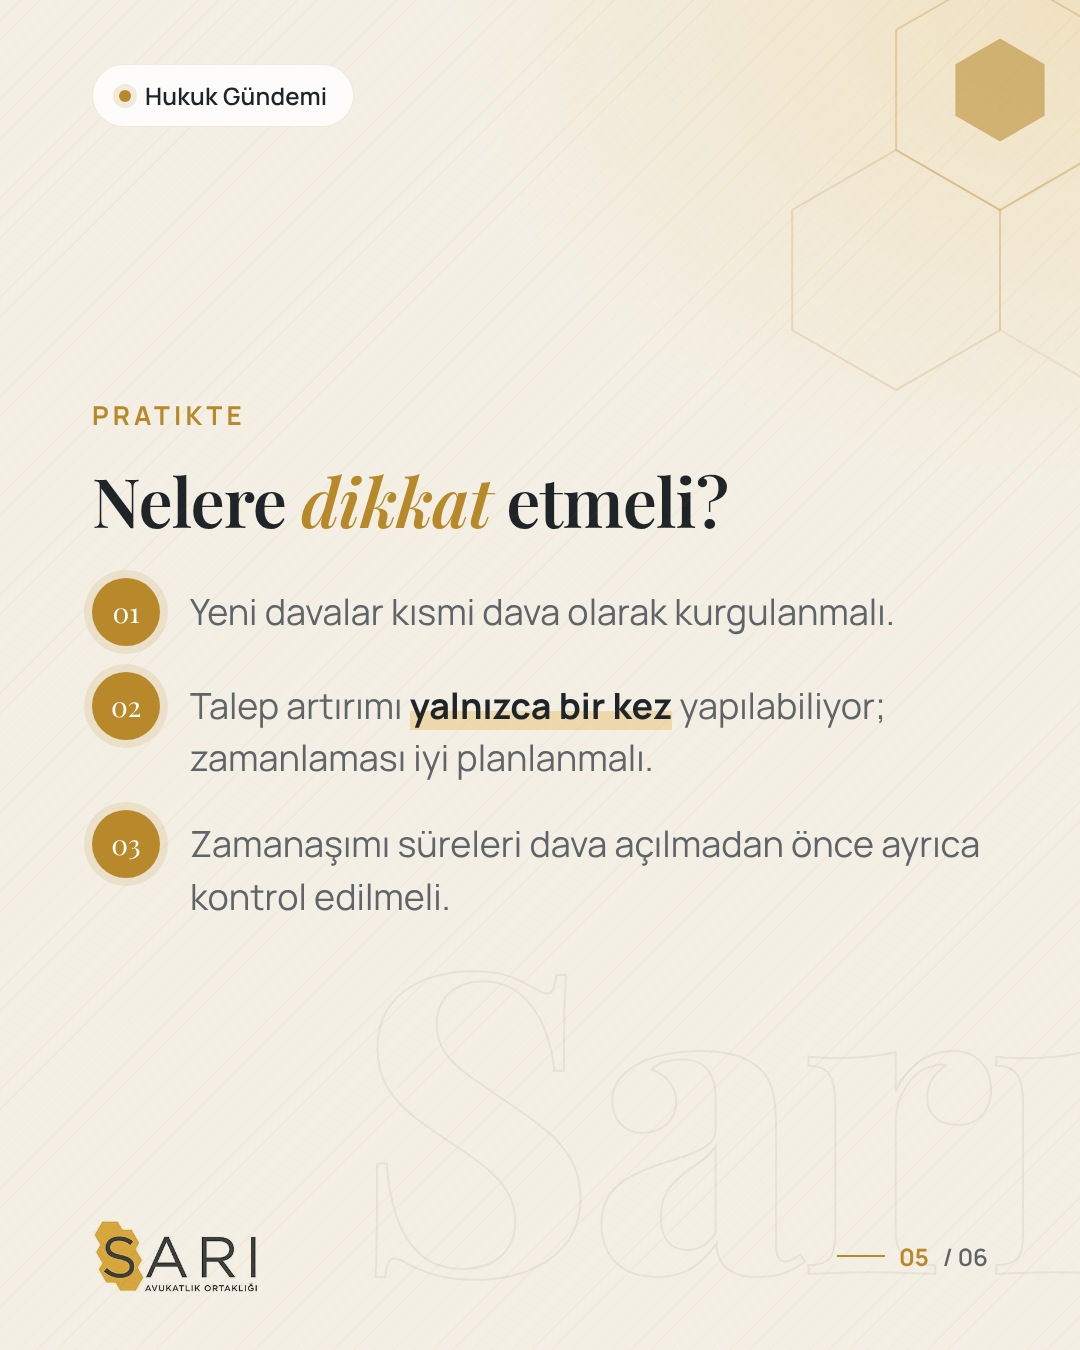 Hukuk Gündemi
PRATIKTE
Nelere dikkat etmeli?
01
Yeni davalar kısmi dava olarak kurgulanmalı.
02
Talep artırımı yalnızca bir kez yapılabiliyor;
zamanlaması iyi planlanmalı.
03
Zamanaşımı süreleri dava açılmadan önce ayrıca
kontrol edilmeli.
Sarı
SARI
AVUKATLIK ORTAKLIĞI
05 / 06